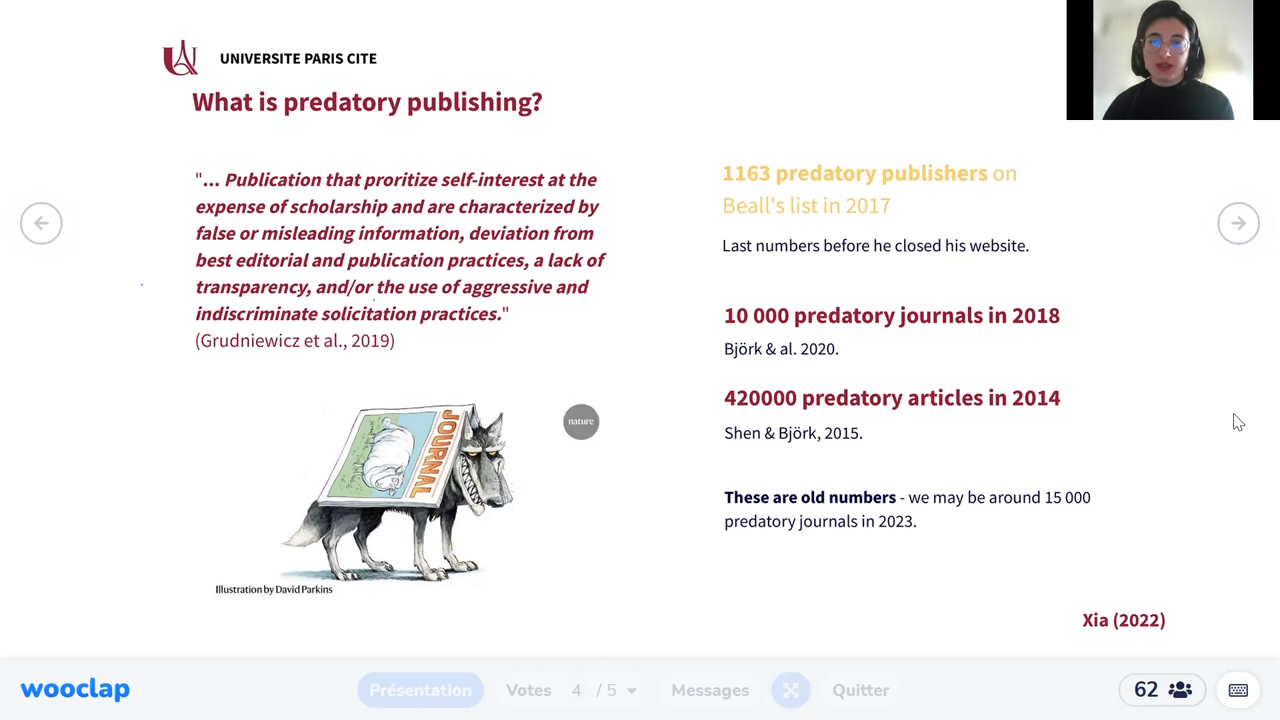 UNIVERSITE PARIS CITE
What is predatory publishing?
"... Publication that proritize self-interest at the
expense of scholarship and are characterized by
false or misleading information, deviation from
best editorial and publication practices, a lack of
transparency, and/or the use of aggressive and
indiscriminate solicitation practices."
(Grudniewicz et al., 2019)
nature
JOURNAL
Illustration by David Parkins
1163 predatory publishers on
Beall's list in 2017
Last numbers before he closed his website.
10 000 predatory journals in 2018
Björk & al. 2020.
420000 predatory articles in 2014
Shen & Björk, 2015.
These are old numbers - we may be around 15 000
predatory journals in 2023.
Xia (2022)
wooclap
Présentation
Votes
4 / 5
Messages
Quitter
62